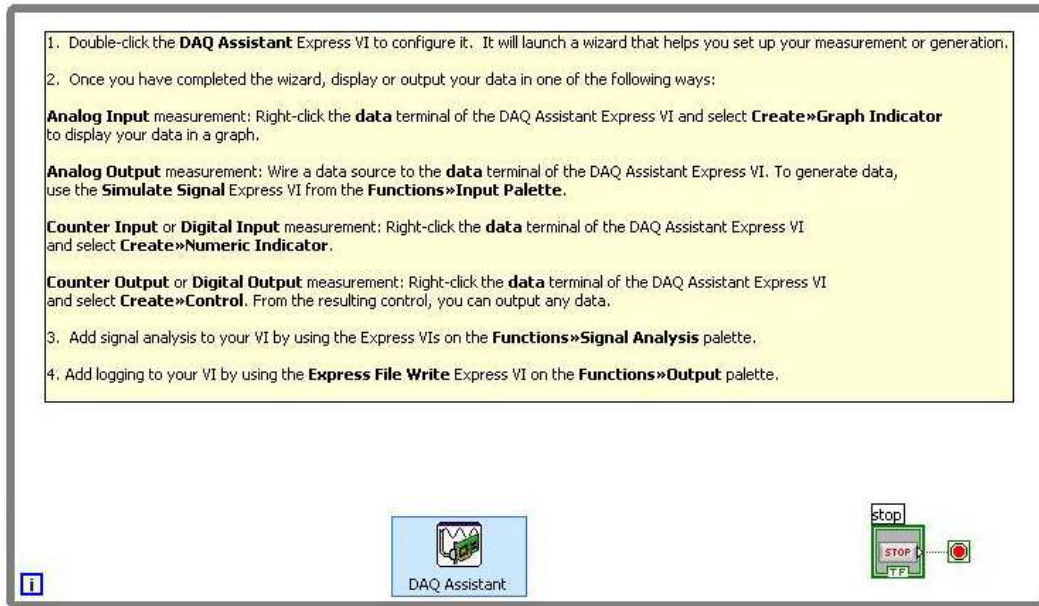 1. Double-click the DAQ Assistant Express VI to configure it. It will launch a wizard that helps you set up your measurement or generation.
2. Once you have completed the wizard, display or output your data in one of the following ways:
Analog Input measurement: Right-click the data terminal of the DAQ Assistant Express VI and select Create»Graph Indicator
to display your data in a graph.
Analog Output measurement: Wire a data source to the data terminal of the DAQ Assistant Express VI. To generate data,
use the Simulate Signal Express VI from the Functions»Input Palette.
Counter Input or Digital Input measurement: Right-click the data terminal of the DAQ Assistant Express VI
and select Create»Numeric Indicator.
Counter Output or Digital Output measurement: Right-click the data terminal of the DAQ Assistant Express VI
and select Create»Control. From the resulting control, you can output any data.
3. Add signal analysis to your VI by using the Express VIs on the Functions»Signal Analysis palette.
4. Add logging to your VI by using the Express File Write Express VI on the Functions»Output palette.
stop
STOP
TF
DAQ Assistant
i